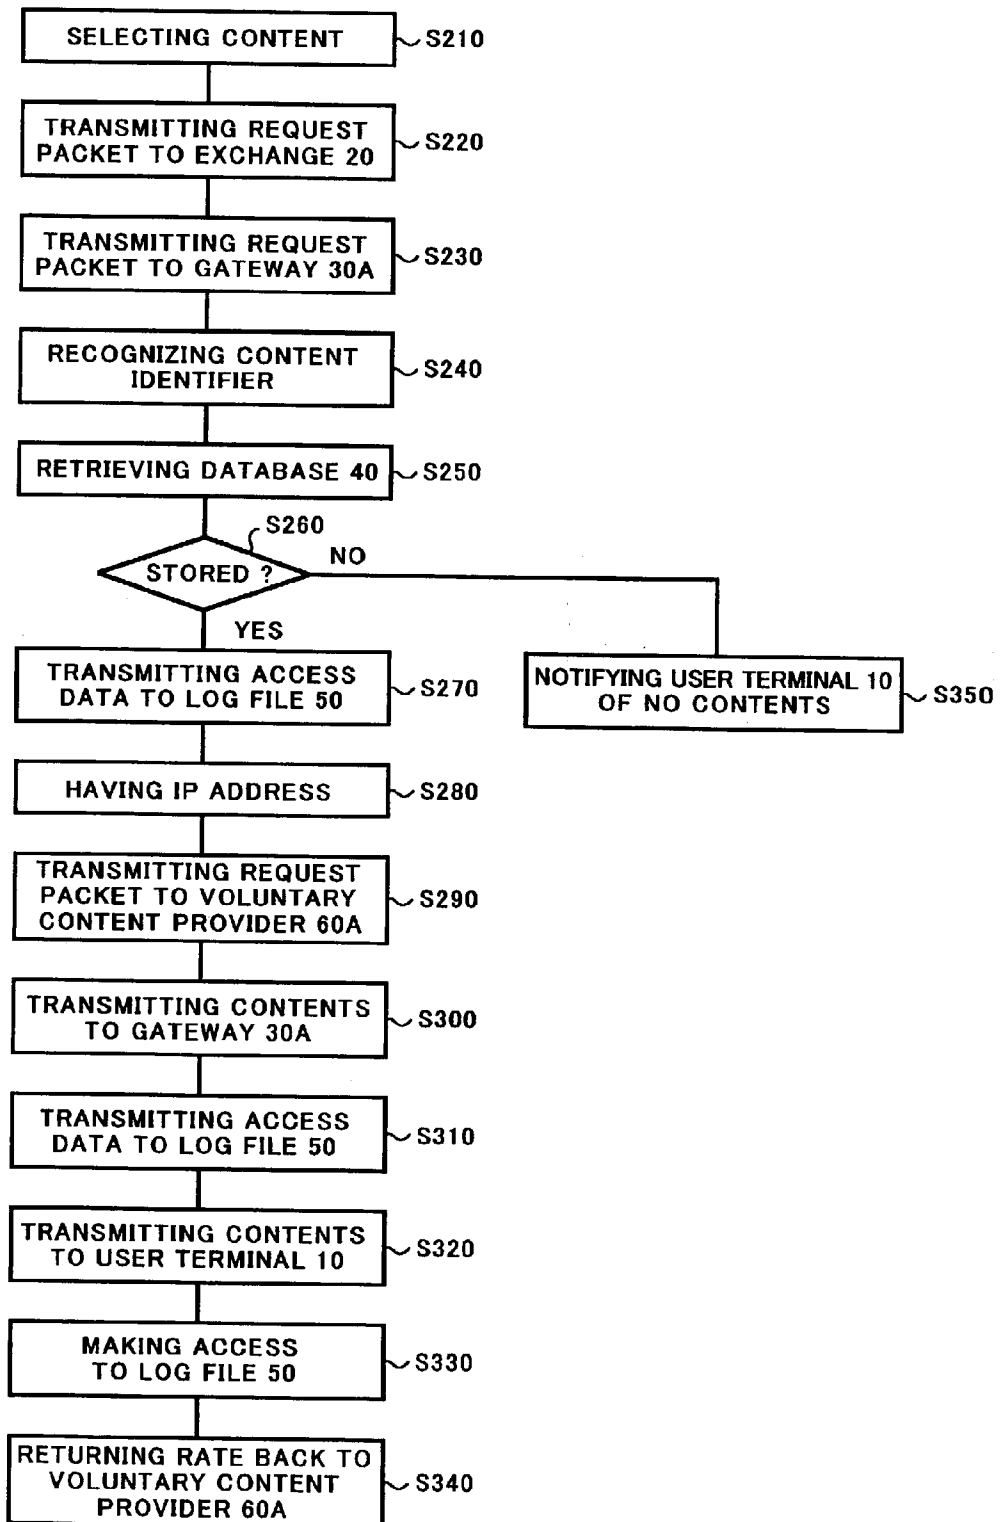 SELECTING CONTENT
S210
TRANSMITTING REQUEST
PACKET TO EXCHANGE 20
S220
TRANSMITTING REQUEST
PACKET TO GATEWAY 30A
S230
RECOGNIZING CONTENT
IDENTIFIER
S240
RETRIEVING DATABASE 40
S250
S260
STORED ?
NO
YES
TRANSMITTING ACCESS
DATA TO LOG FILE 50
S270
NOTIFYING USER TERMINAL 10
OF NO CONTENTS
S350
HAVING IP ADDRESS
S280
TRANSMITTING REQUEST
PACKET TO VOLUNTARY
CONTENT PROVIDER 60A
S290
TRANSMITTING CONTENTS
TO GATEWAY 30A
S300
TRANSMITTING ACCESS
DATA TO LOG FILE 50
S310
TRANSMITTING CONTENTS
TO USER TERMINAL 10
S320
MAKING ACCESS
TO LOG FILE 50
S330
RETURNING RATE BACK TO
VOLUNTARY CONTENT
PROVIDER 60A
S340